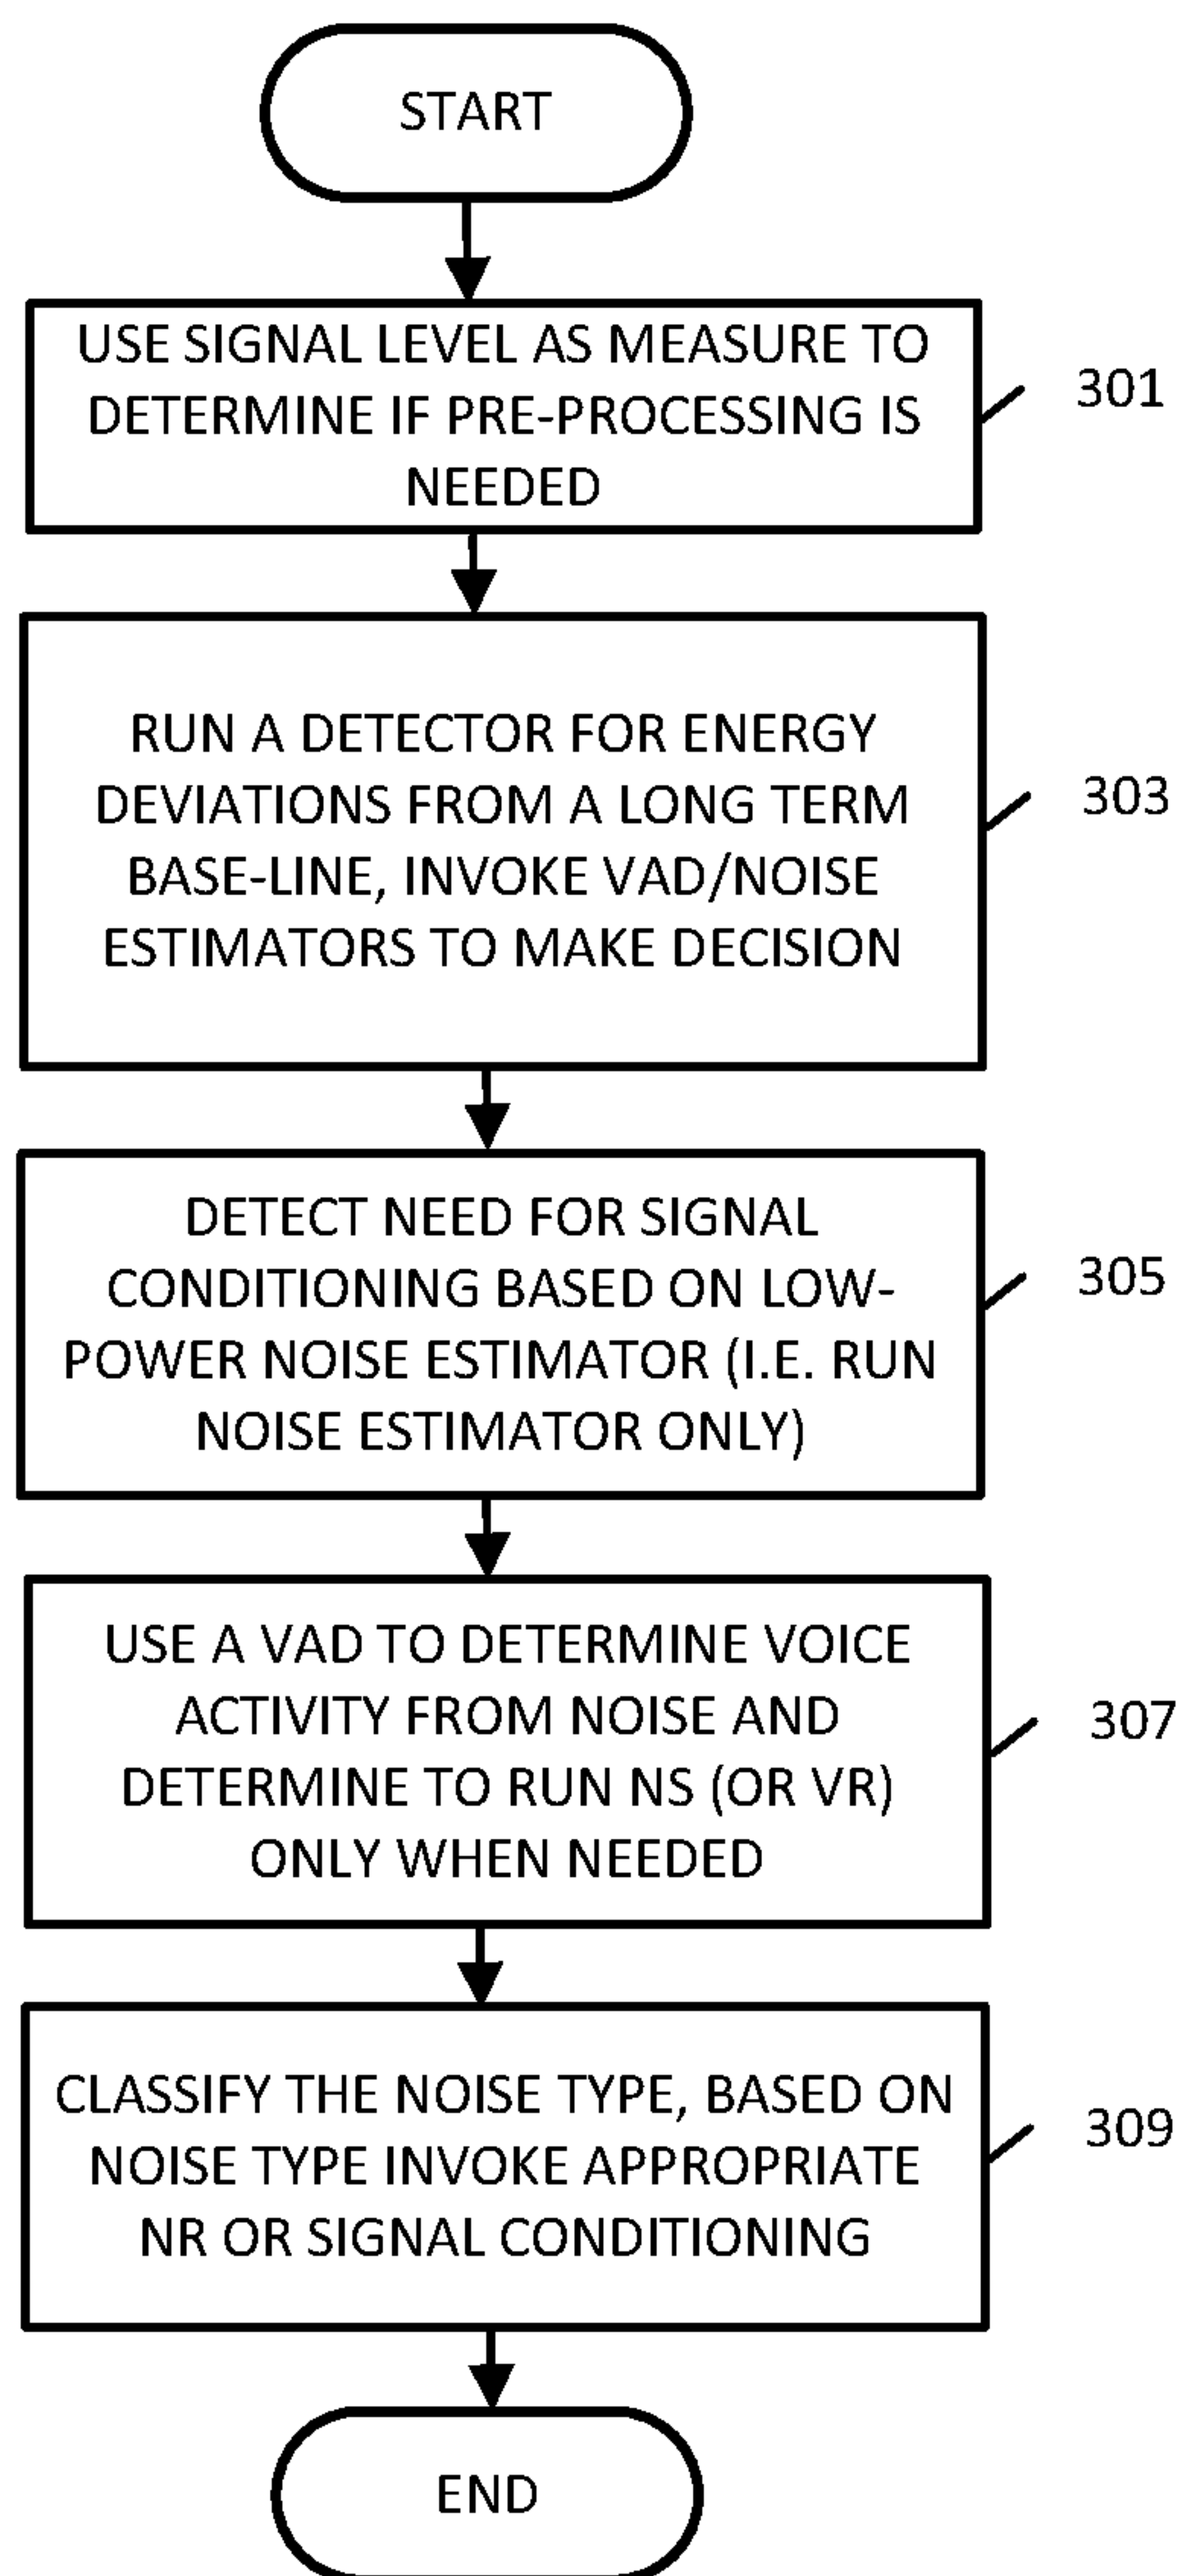 START
USE SIGNAL LEVEL AS MEASURE TO
DETERMINE IF PRE-PROCESSING IS
NEEDED
301
RUN A DETECTOR FOR ENERGY
DEVIATIONS FROM A LONG TERM
BASE-LINE, INVOKE VAD/NOISE
ESTIMATORS TO MAKE DECISION
303
DETECT NEED FOR SIGNAL
CONDITIONING BASED ON LOW-
POWER NOISE ESTIMATOR (I.E. RUN
NOISE ESTIMATOR ONLY)
305
USE A VAD TO DETERMINE VOICE
ACTIVITY FROM NOISE AND
DETERMINE TO RUN NS (OR VR)
ONLY WHEN NEEDED
307
CLASSIFY THE NOISE TYPE, BASED ON
NOISE TYPE INVOKE APPROPRIATE
NR OR SIGNAL CONDITIONING
309
END